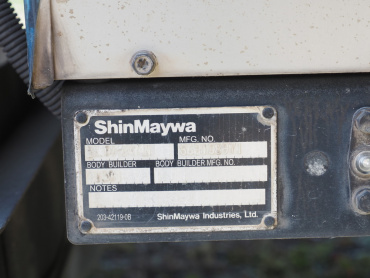 ShinMaywa
MODEL MFG. NO.
BODY BUILDER BODY BUILDER MFG. NO.
NOTES
203-42119-0B ShinMaywa Industries, Ltd.